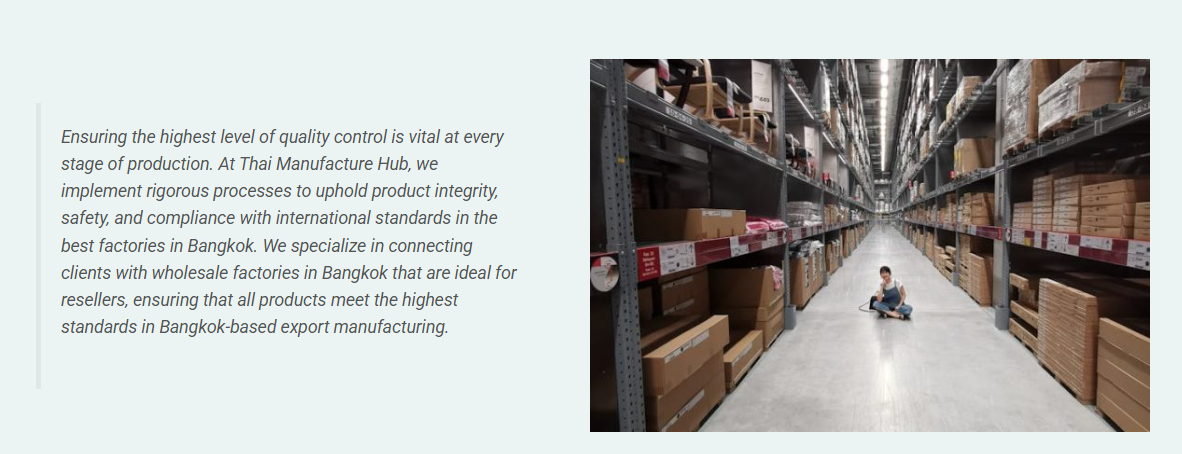 Ensuring the highest level of quality control is vital at every
stage of production. At Thai Manufacture Hub, we
implement rigorous processes to uphold product integrity,
safety, and compliance with international standards in the
best factories in Bangkok. We specialize in connecting
clients with wholesale factories in Bangkok that are ideal for
resellers, ensuring that all products meet the highest
standards in Bangkok-based export manufacturing.